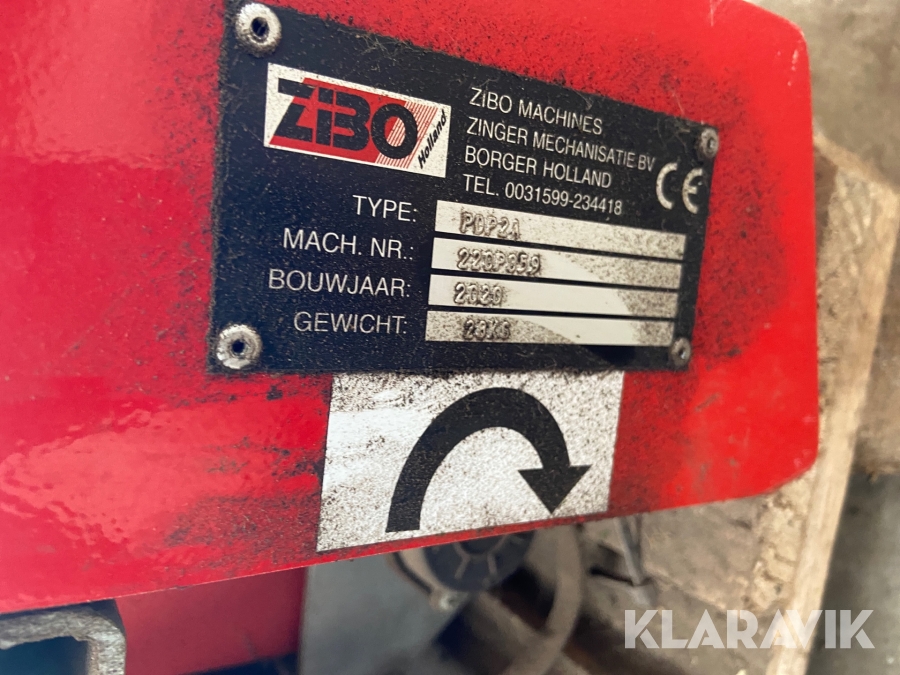 ZIBO Holland
ZIBO MACHINES
ZINGER MECHANISATIE BV
BORGER HOLLAND
TEL. 0031599-234418
CE
TYPE: PDP2A
MACH. NR.:
BOUWJAAR: 2020
GEWICHT: 23KG
KLARAVIK